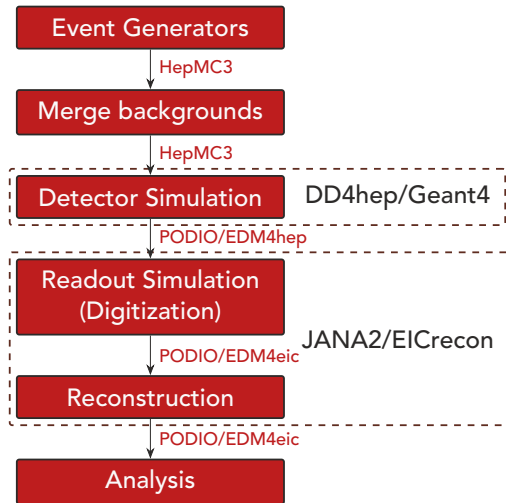 Event Generators
HepMC3
Merge backgrounds
HepMC3
Detector Simulation
DD4hep/Geant4
PODIO/EDM4hep
Readout Simulation
(Digitization)
JANA2/EICrecon
PODIO/EDM4eic
Reconstruction
PODIO/EDM4eic
Analysis